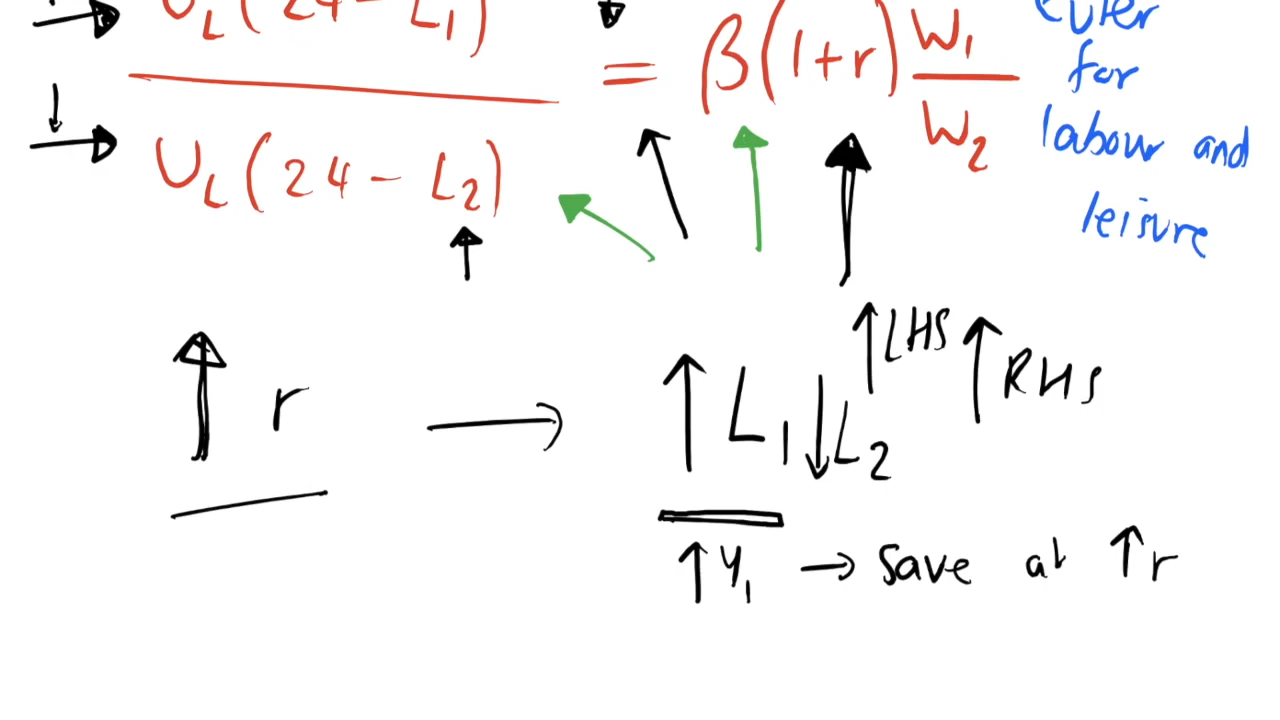 U_L(24-L_1)
= β(1+r) W_1
W_2
U_L(24-L_2)
Euler
for
labour and
leisure
↑ r → ↑ L_1 ↓ L_2
↑ LHS ↑ RHS
↑ Y_1 → save at ↑ r